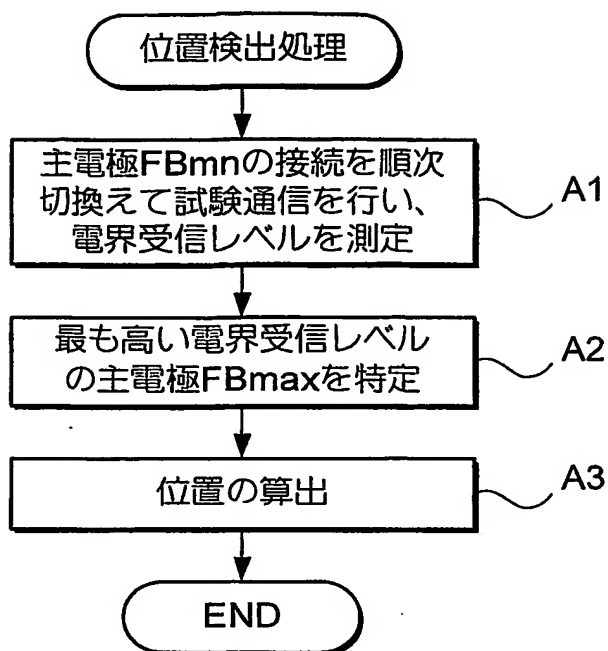 位置検出処理
主電極FBmnの接続を順次
切換えて試験通信を行い、
電界受信レベルを測定
A1
最も高い電界受信レベル
の主電極FBmaxを特定
A2
位置の算出
A3
END